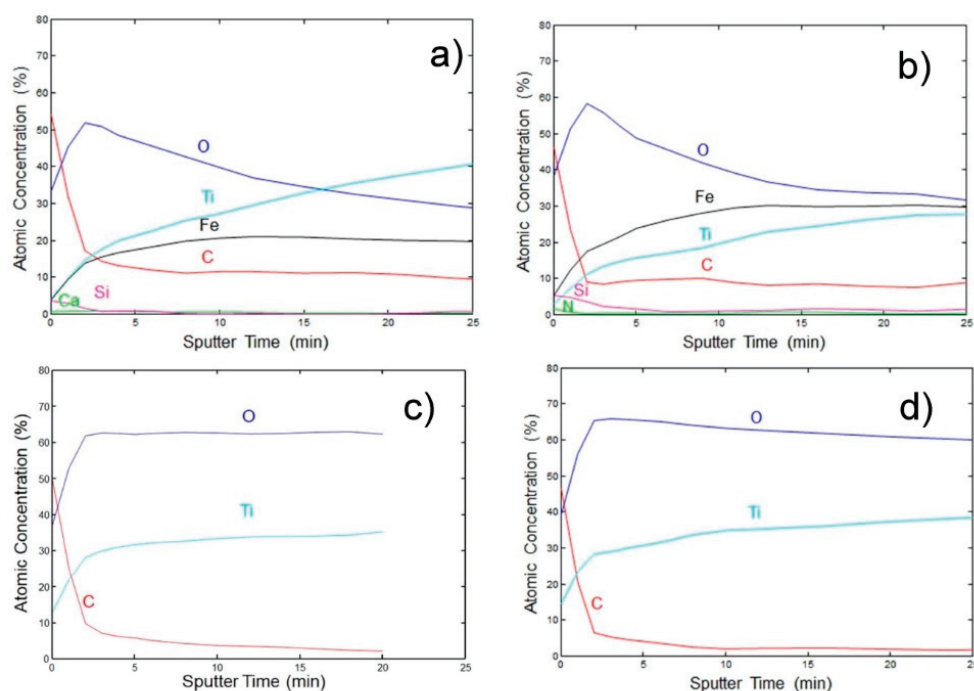 a)
Atomic Concentration (%)
80
70
60
50
40
30
20
10
0
O
Ti
Fe
C
Si
Ca
0 5 10 15 20 25
Sputter Time (min)
b)
Atomic Concentration (%)
80
70
60
50
40
30
20
10
0
O
Fe
Ti
C
Si
N
0 5 10 15 20 25
Sputter Time (min)
c)
Atomic Concentration (%)
80
70
60
50
40
30
20
10
0
O
Ti
C
0 5 10 15 20 25
Sputter Time (min)
d)
Atomic Concentration (%)
80
70
60
50
40
30
20
10
0
O
Ti
C
0 5 10 15 20 25
Sputter Time (min)